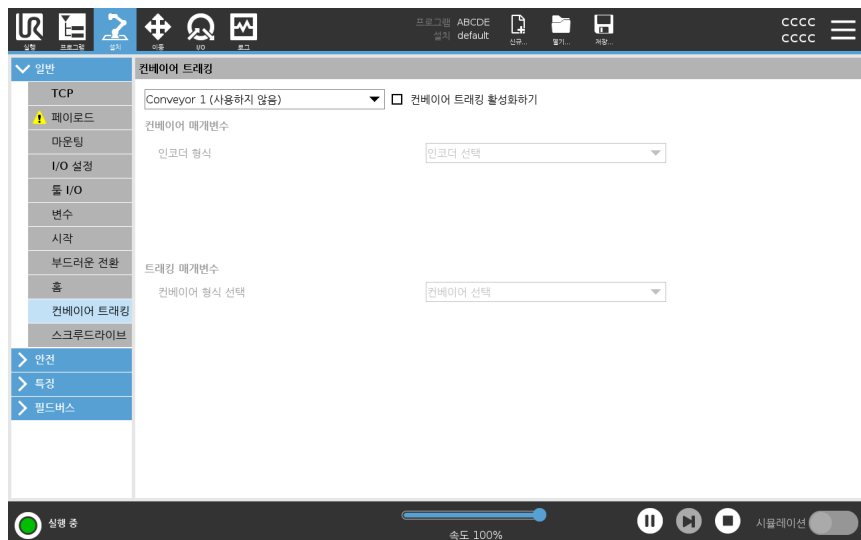 프로그램 ABCDE
설치 default
CCCC
CCCC
실행 프로그램 설치 이동 I/O 로그 신규... 열기... 저장...
일반
컨베이어 트래킹
TCP
Conveyor 1 (사용하지 않음) 컨베이어 트래킹 활성화하기
페이로드
컨베이어 매개변수
마운팅
인코더 형식 인코더 선택
I/O 설정
툴 I/O
변수
시작
부드러운 전환
트래킹 매개변수
홈
컨베이어 형식 선택 컨베이어 선택
컨베이어 트래킹
스크루드라이브
안전
특징
필드버스
실행 중
속도 100%
시뮬레이션